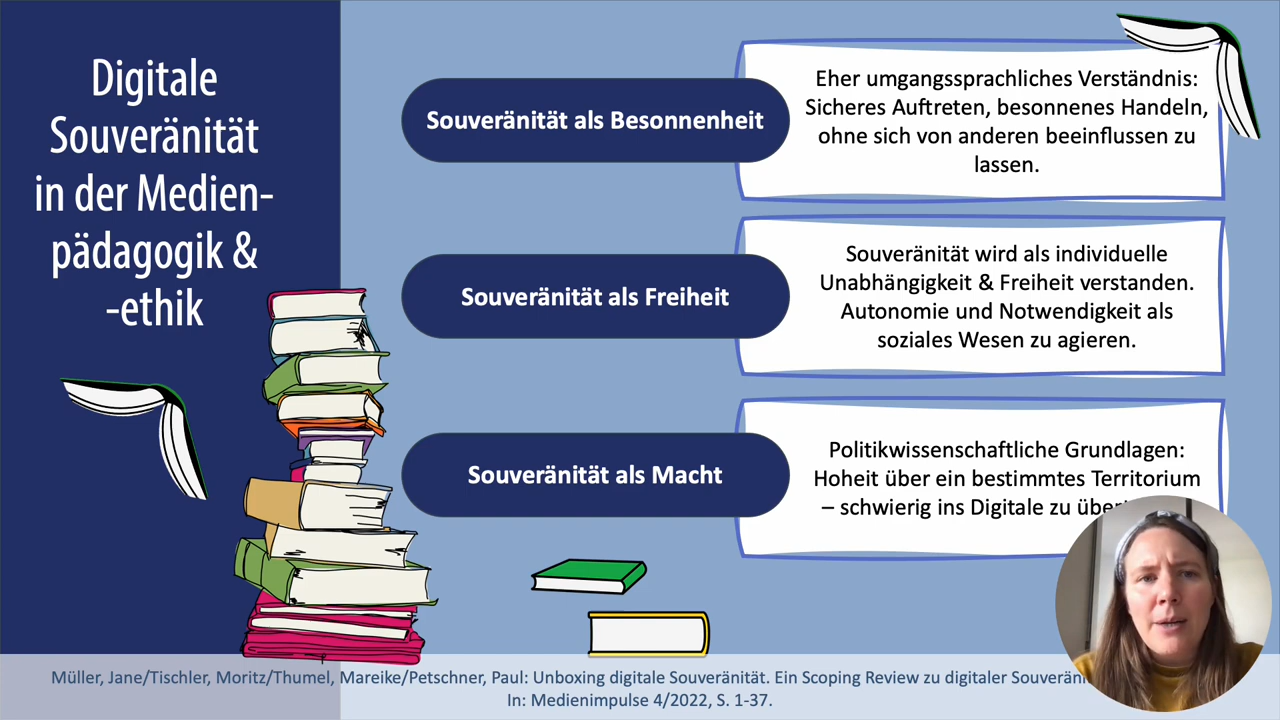 Digitale
Souveränität
in der Medien-
pädagogik &
-ethik
Souveränität als Besonnenheit
Eher umgangssprachliches Verständnis:
Sicheres Auftreten, besonnenes Handeln,
ohne sich von anderen beeinflussen zu
lassen.
Souveränität als Freiheit
Souveränität wird als individuelle
Unabhängigkeit & Freiheit verstanden.
Autonomie und Notwendigkeit als
soziales Wesen zu agieren.
Souveränität als Macht
Politikwissenschaftliche Grundlagen:
Hoheit über ein bestimmtes Territorium
– schwierig ins Digitale zu
Müller, Jane/Tischler, Moritz/Thumel, Mareike/Petschner, Paul: Unboxing digitale Souveränität. Ein Scoping Review zu digitaler
In: Medienimpulse 4/2022, S. 1-37.